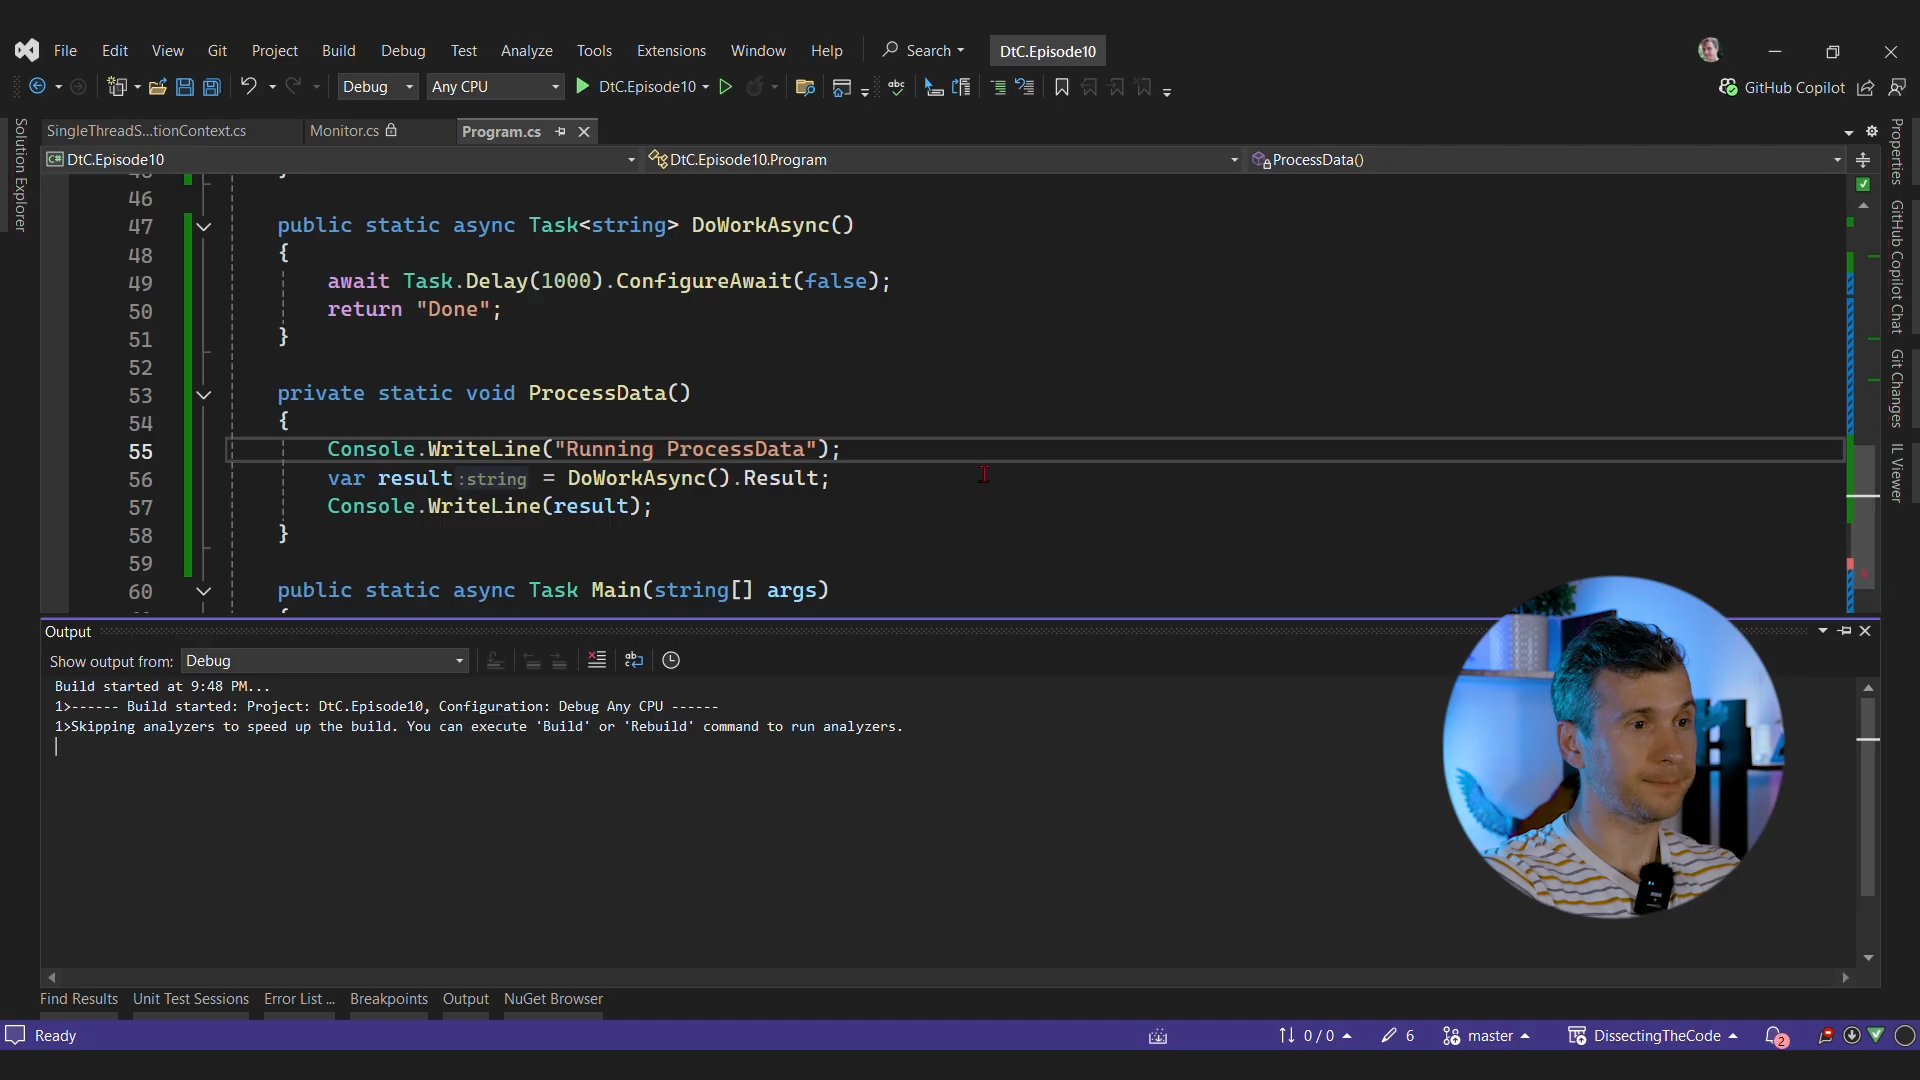 File Edit View Git Project Build Debug Test Analyze Tools Extensions Window Help Search DtC.Episode10
Debug Any CPU DtC.Episode10 GitHub Copilot
SingleThreadS...tionContext.cs Monitor.cs Program.cs
DtC.Episode10 DtC.Episode10.Program ProcessData()
46
47 public static async Task<string> DoWorkAsync()
48 {
49 await Task.Delay(1000).ConfigureAwait(false);
50 return "Done";
51 }
52
53 private static void ProcessData()
54 {
55 Console.WriteLine("Running ProcessData");
56 var result:string = DoWorkAsync().Result;
57 Console.WriteLine(result);
58 }
59
60 public static async Task Main(string[] args)
Solution Explorer
Properties
GitHub Copilot Chat
Git Changes
IL Viewer
Output
Show output from: Debug
Build started at 9:48 PM...
1>------ Build started: Project: DtC.Episode10, Configuration: Debug Any CPU ------
1>Skipping analyzers to speed up the build. You can execute 'Build' or 'Rebuild' command to run analyzers.
Find Results Unit Test Sessions Error List ... Breakpoints Output NuGet Browser
Ready 0 / 0 6 master DissectingTheCode 2